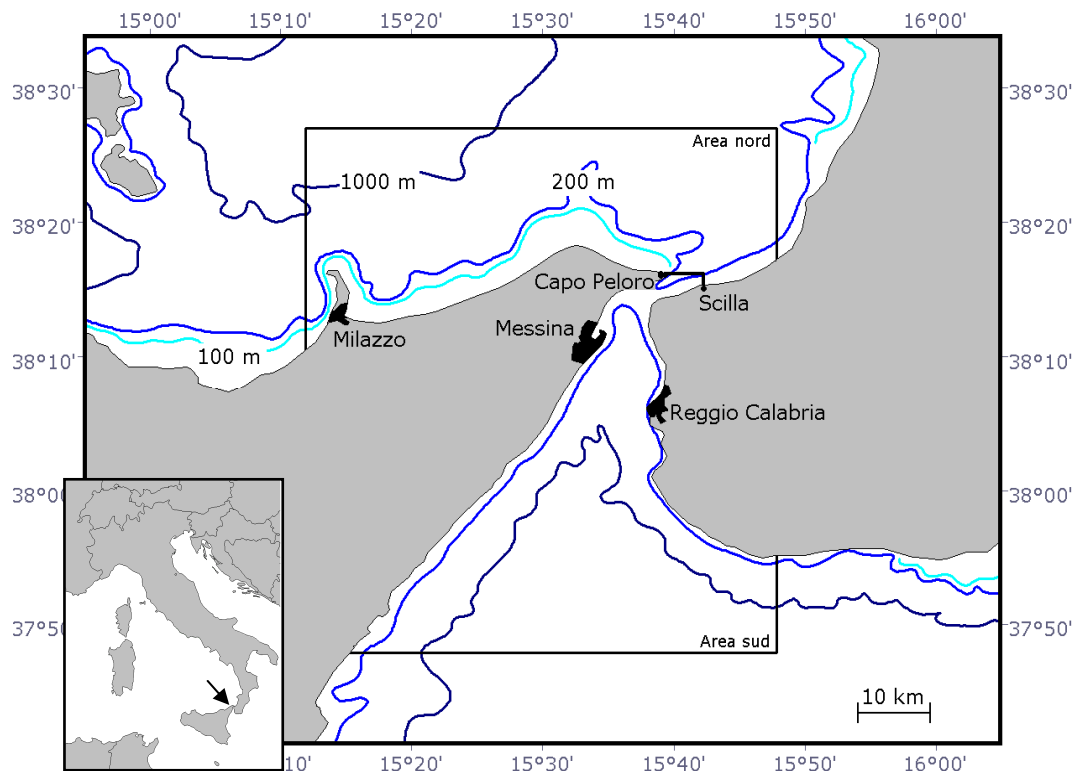 15°00' 15°10' 15°20' 15°30' 15°40' 15°50' 16°00'
38°30' 38°30'
Area nord
1000 m 200 m
38°20' 38°20'
Capo Peloro
Scilla
Messina
Milazzo
100 m
38°10' 38°10'
Reggio Calabria
38°00' 38°00'
37°50 37°50'
Area sud
10 km
10' 15°20' 15°30' 15°40' 15°50' 16°00'